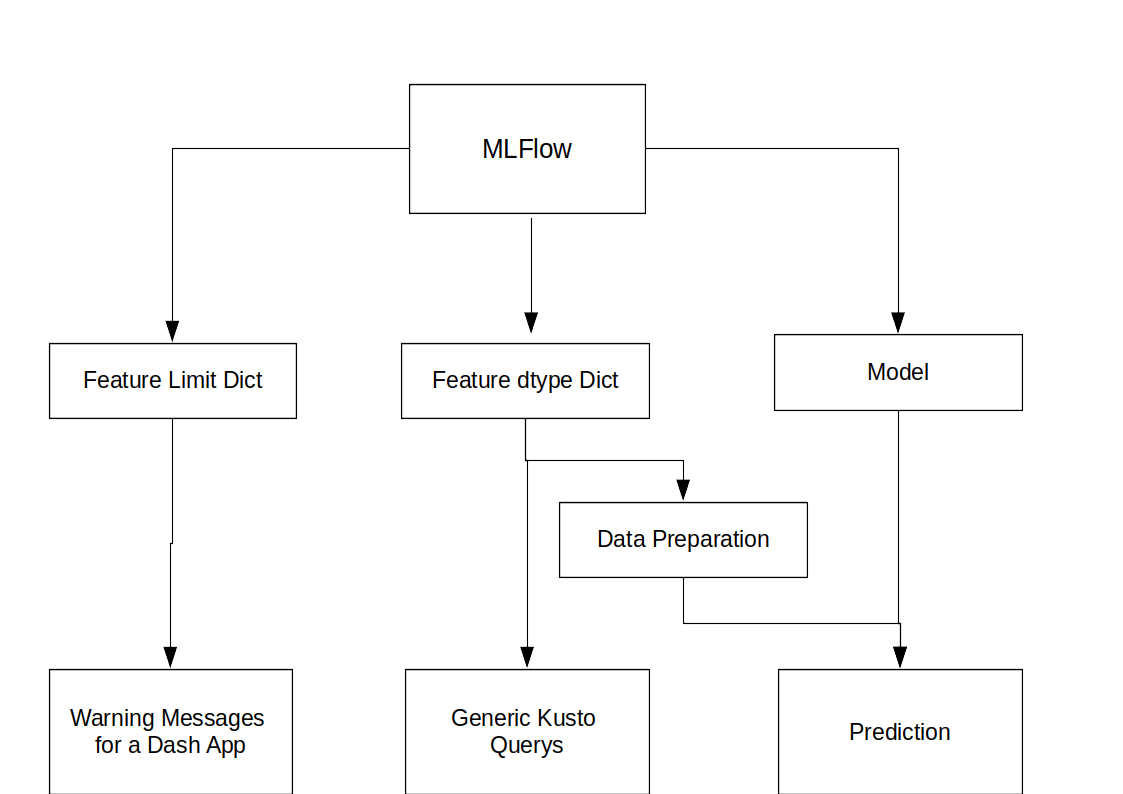 MLFlow
Feature Limit Dict
Feature dtype Dict
Model
Data Preparation
Warning Messages
for a Dash App
Generic Kusto
Querys
Prediction